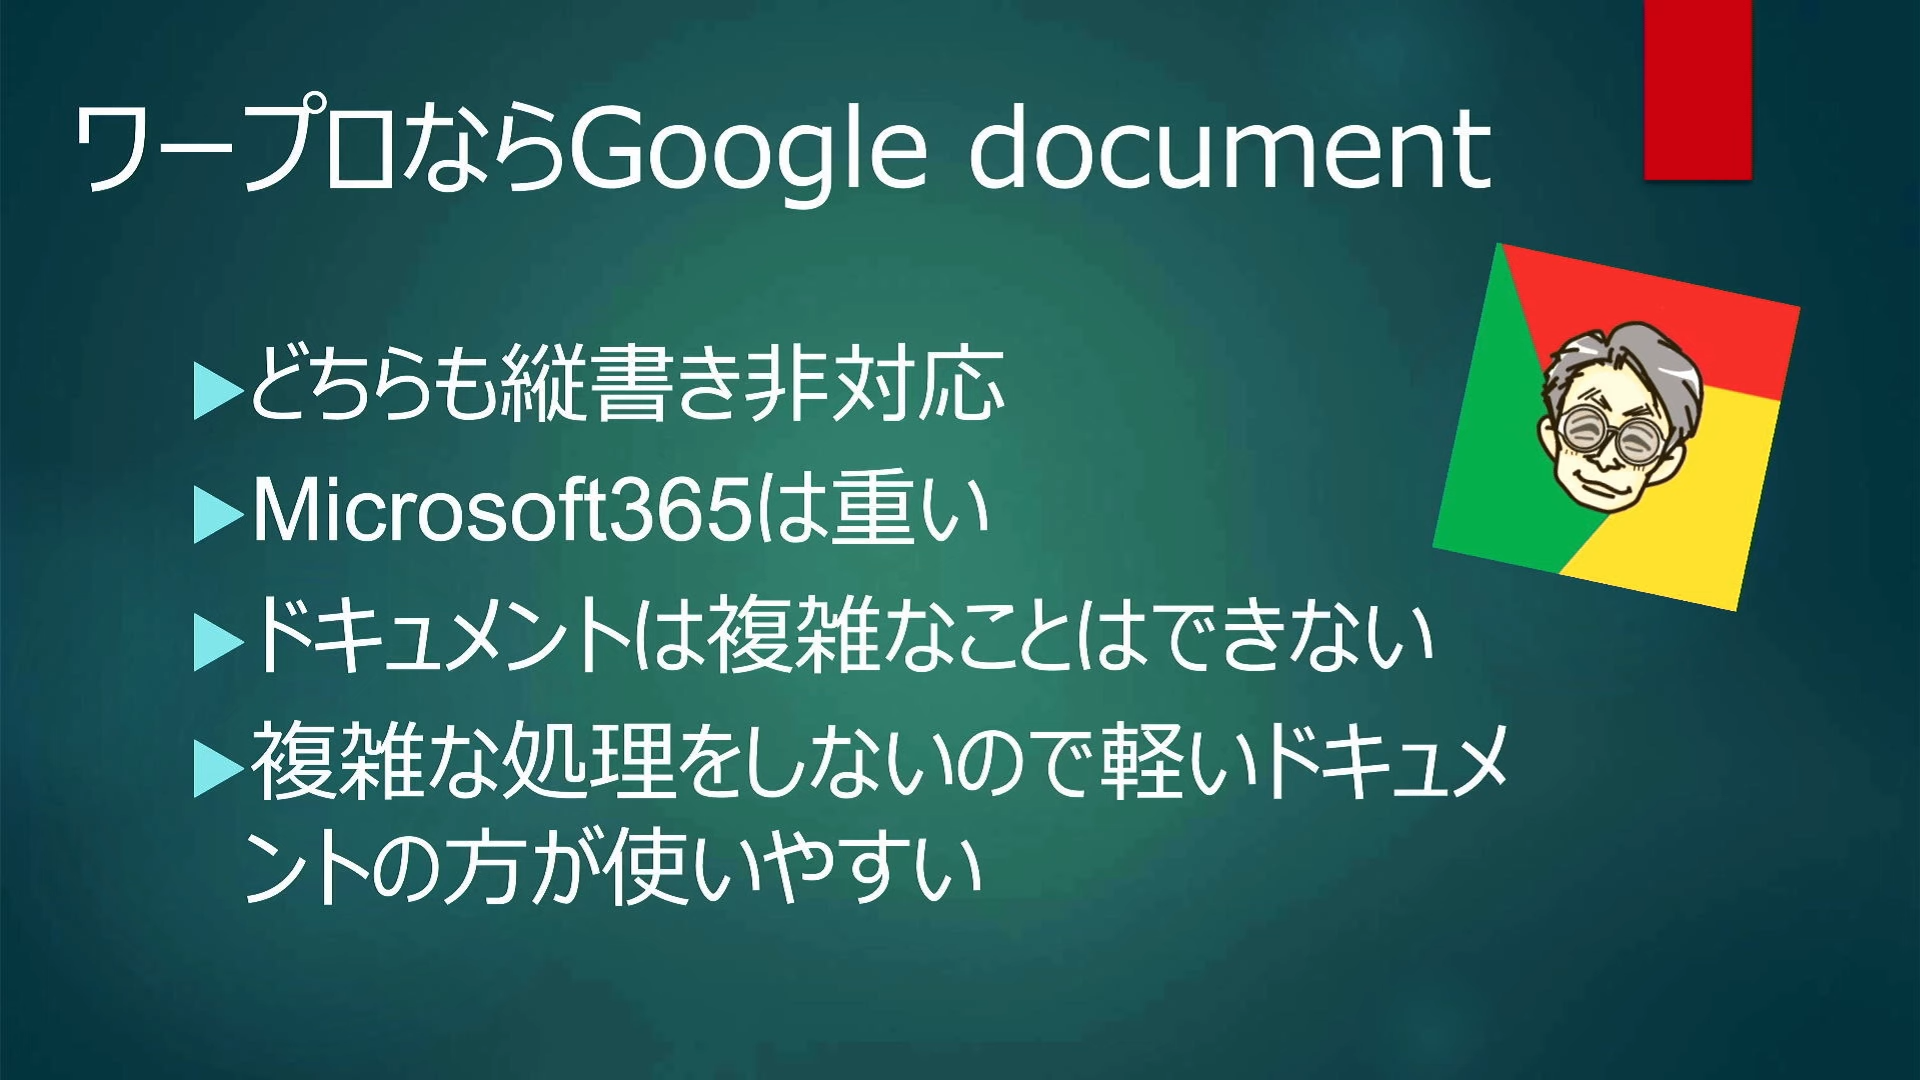 ワープロならGoogle document
▶どちらも縦書き非対応
▶Microsoft365は重い
▶ドキュメントは複雑なことはできない
▶複雑な処理をしないので軽いドキュメ
ントの方が使いやすい